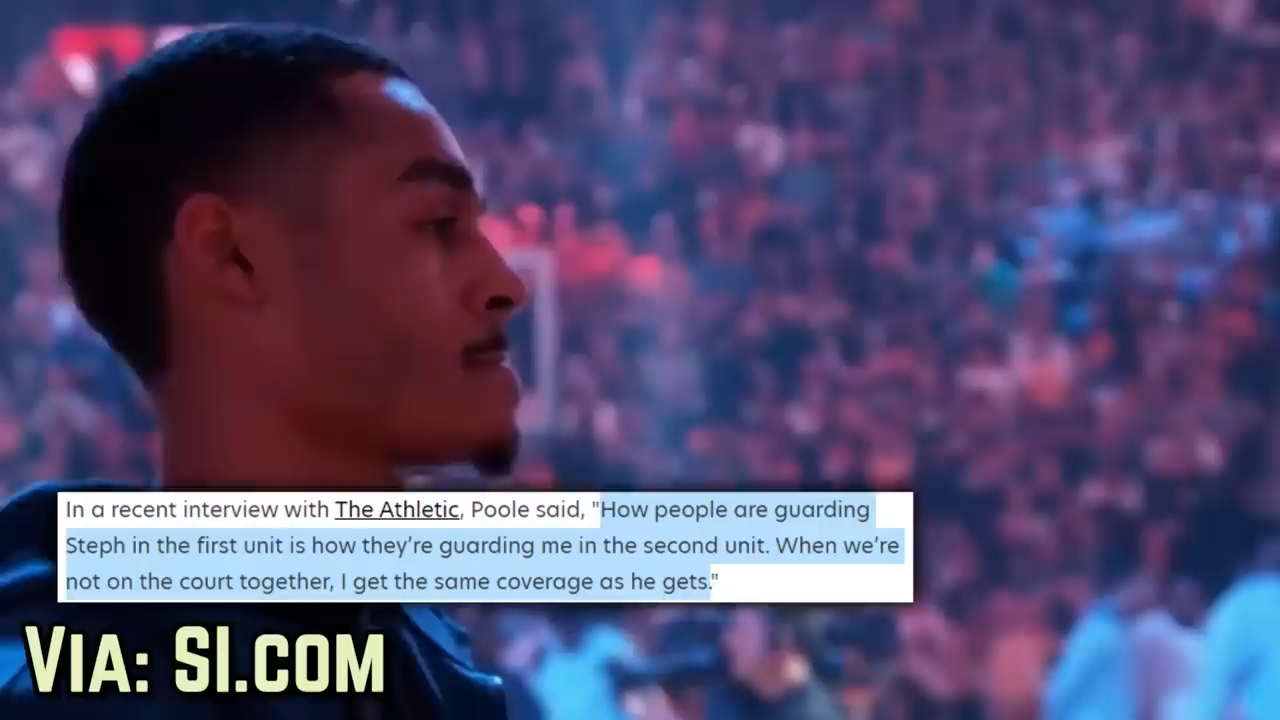 In a recent interview with The Athletic, Poole said, "How people are guarding
Steph in the first unit is how they're guarding me in the second unit. When we're
not on the court together, I get the same coverage as he gets."
VIA: SI.COM